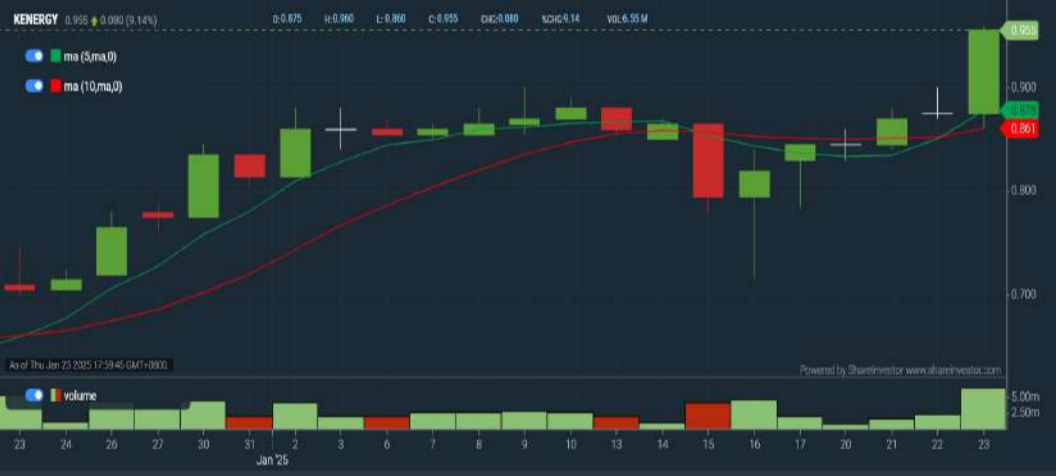 KENERGY 0.955 0.080 (9.14%) O:0.875 H:0.960 L:0.860 C:0.955 CHG:0.080 %CHG:9.14 VOL:6.55 M
ma (5,ma,0)
ma (10,ma,0)
0.955
0.900
0.878
0.861
0.800
0.700
As of Thu Jan 23 2025 17:59:45 GMT+0800
Powered by ShareInvestor www.shareinvestor.com
volume
5.00m
2.50m
23 24 26 27 30 31 2 3 6 7 8 9 10 13 14 15 16 17 20 21 22 23
Jan '25